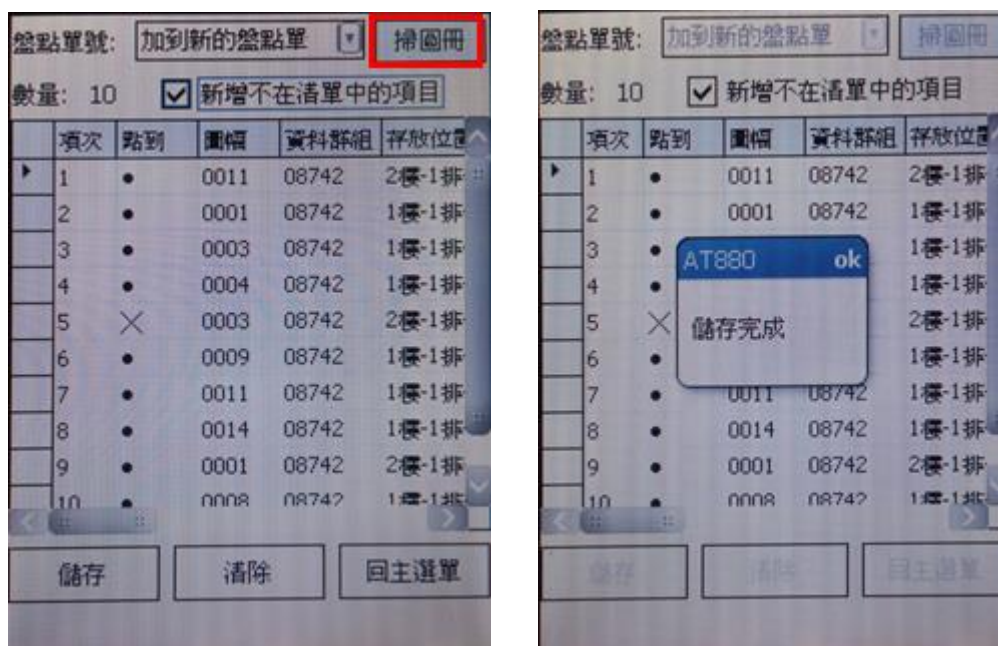 盤點單號: 加到新的盤點單 掃圖冊
數量: 10 新增不在清單中的項目
項次 點到 圖幅 資料群組 存放位置
1 ● 0011 08742 2樓-1排
2 ● 0001 08742 1樓-1排
3 ● 0003 08742 1樓-1排
4 ● 0004 08742 1樓-1排
5 × 0003 08742 2樓-1排
6 ● 0009 08742 1樓-1排
7 ● 0011 08742 1樓-1排
8 ● 0014 08742 1樓-1排
9 ● 0001 08742 2樓-1排
10 ● 0008 08742 1樓-1排
儲存 清除 回主選單
盤點單號: 加到新的盤點單 掃圖冊
數量: 10 新增不在清單中的項目
項次 點到 圖幅 資料群組 存放位置
1 ● 0011 08742 2樓-1排
2 ● 0001 08742 1樓-1排
3 ● 1樓-1排
4 ● 1樓-1排
5 × 2樓-1排
6 ● 1樓-1排
7 ● 0011 08742 1樓-1排
8 ● 0014 08742 1樓-1排
9 ● 0001 08742 2樓-1排
10 ● 0008 08742 1樓-1排
AT880 ok
儲存完成
儲存 清除 回主選單